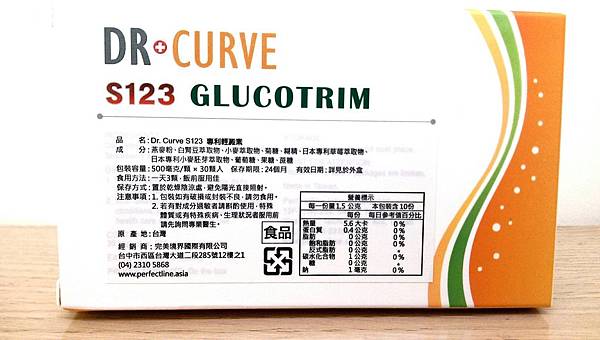 DR CURVE
S123 GLUCOTRIM
品 名:Dr. Curve S123 專利輕澱素
成 分:燕麥粉、白腎豆萃取物、小麥萃取物、菊糖、糊精、日本專利草莓萃取物、
日本專利小麥胚芽萃取物、葡萄糖、果糖、蔗糖
包裝容量:500毫克/顆×30顆入 保存期限:24個月 有效日期:詳見於外盒
食用方法:一天3顆、飯前服用佳
保存方式:置於乾燥陰涼處,避免陽光直接照射。
注意事項:1.包裝如有破損或封裝不良,請勿食用。
2.若有對成分過敏者請斟酌使用,特殊
體質或有特殊疾病、生理狀況者服用前
請先詢問專業醫生。
原 產 地:台灣
經 銷 商:完美境界國際有限公司
台中市西區台灣大道二段285號12樓之1
(04) 2310 5868
www.perfectline.asia
食品
營養標示
每一份量1.5 公克 本包裝含 10份
每份 每日參考值百分比
熱量 5.6 大卡 0%
蛋白質 0.4 公克 0%
脂肪 0 公克 0%
飽和脂肪 0 公克 0%
反式脂肪 0 公克 *
碳水化合物 1 公克 0%
糖 0 公克 *
鈉 1 毫克 0%